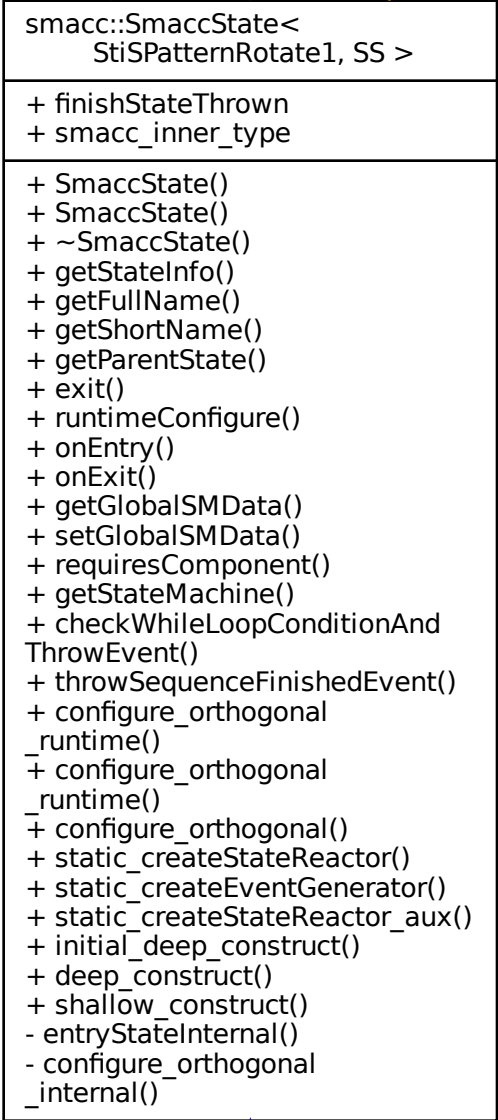 smacc::SmaccState<
StiSPatternRotate1, SS >
+ finishStateThrown
+ smacc_inner_type
+ SmaccState()
+ SmaccState()
+ ~SmaccState()
+ getStateInfo()
+ getFullName()
+ getShortName()
+ getParentState()
+ exit()
+ runtimeConfigure()
+ onEntry()
+ onExit()
+ getGlobalSMData()
+ setGlobalSMData()
+ requiresComponent()
+ getStateMachine()
+ checkWhileLoopConditionAnd
ThrowEvent()
+ throwSequenceFinishedEvent()
+ configure_orthogonal
_runtime()
+ configure_orthogonal
_runtime()
+ configure_orthogonal()
+ static_createStateReactor()
+ static_createEventGenerator()
+ static_createStateReactor_aux()
+ initial_deep_construct()
+ deep_construct()
+ shallow_construct()
- entryStateInternal()
- configure_orthogonal
_internal()